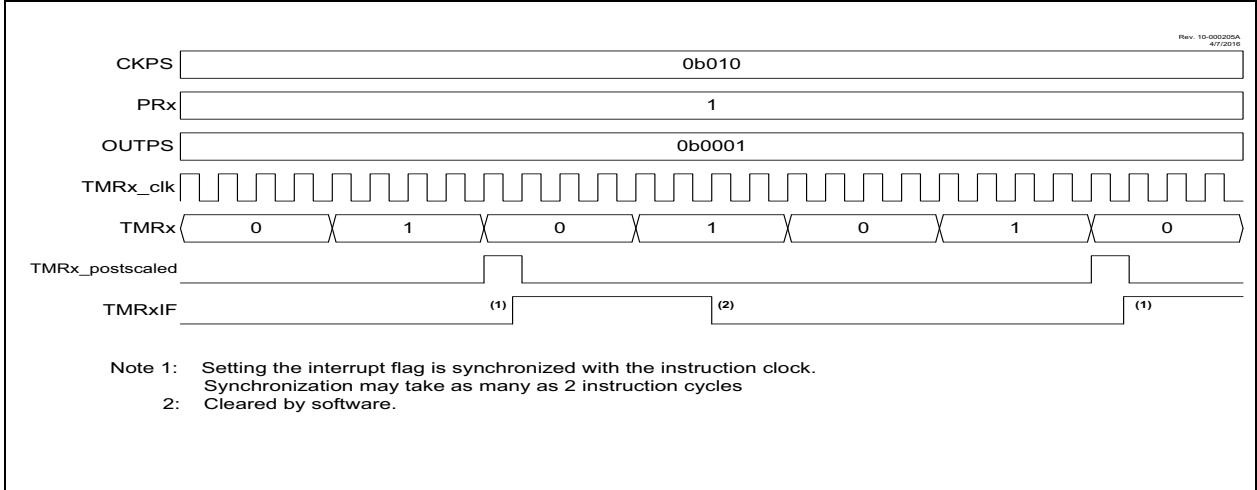 Rev. 10-000205A
4/7/2016
CKPS 0b010
PRx 1
OUTPS 0b0001
TMRx_clk
TMRx 0 1 0 1 0 1 0
TMRx_postscaled
TMRxIF (1) (2) (1)
Note 1: Setting the interrupt flag is synchronized with the instruction clock.
Synchronization may take as many as 2 instruction cycles
2: Cleared by software.